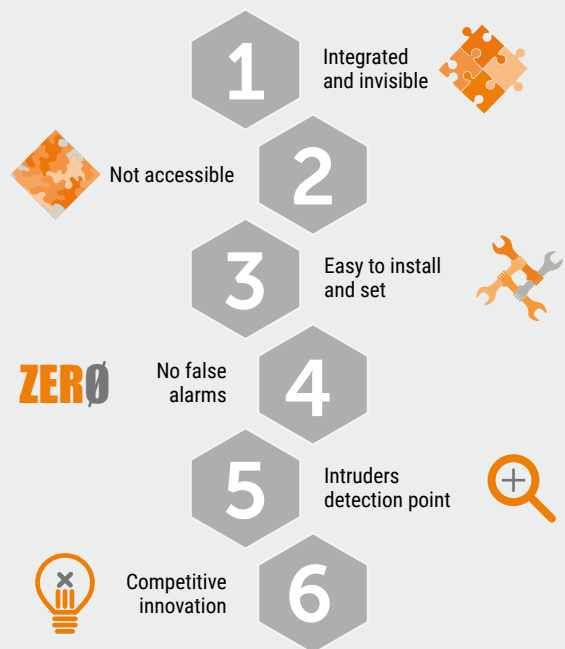 1
Integrated
and invisible
2
Not accessible
3
Easy to install
and set
4
ZERØ
No false
alarms
5
Intruders
detection point
6
Competitive
innovation